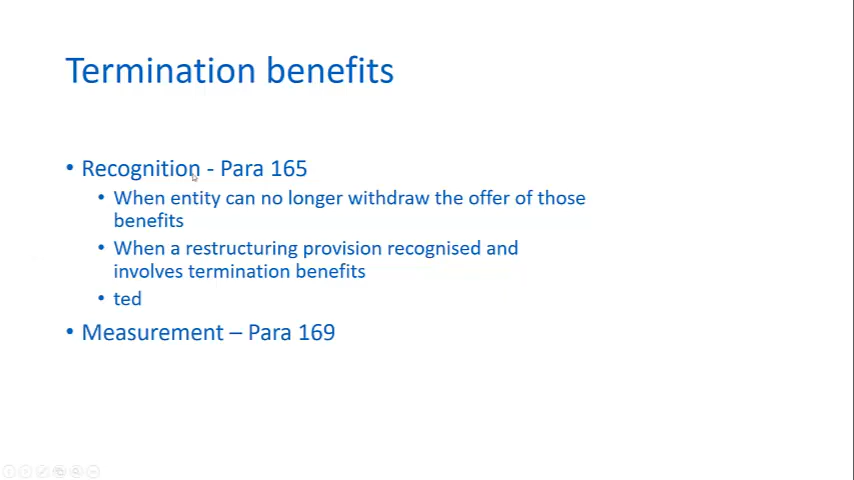 Termination benefits
• Recognition - Para 165
• When entity can no longer withdraw the offer of those
benefits
• When a restructuring provision recognised and
involves termination benefits
• ted
• Measurement – Para 169